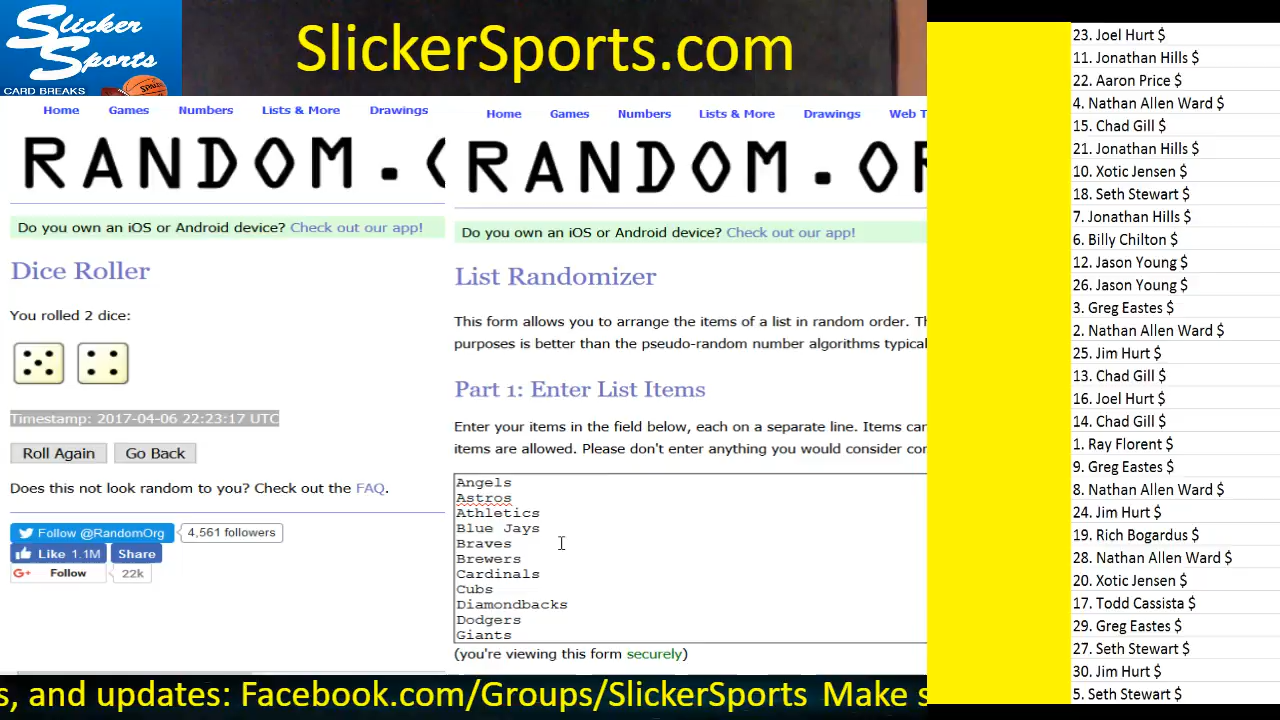 Slicker
Sports
CARD BREAKS
SPALDING
SlickerSports.com
Home Games Numbers Lists & More Drawings
RANDOM.
Do you own an iOS or Android device? Check out our app!
Dice Roller
You rolled 2 dice:
Timestamp: 2017-04-06 22:23:17 UTC
Roll Again Go Back
Does this not look random to you? Check out the FAQ.
Follow @RandomOrg 4,561 followers
Like 1.1M Share
G+ Follow 22k
Home Games Numbers Lists & More Drawings Web T
RANDOM.OR
Do you own an iOS or Android device? Check out our app!
List Randomizer
This form allows you to arrange the items of a list in random order. Th
purposes is better than the pseudo-random number algorithms typical
Part 1: Enter List Items
Enter your items in the field below, each on a separate line. Items can
items are allowed. Please don't enter anything you would consider con
Angels
Astros
Athletics
Blue Jays
Braves
Brewers
Cardinals
Cubs
Diamondbacks
Dodgers
Giants
(you're viewing this form securely)
23. Joel Hurt $
11. Jonathan Hills $
22. Aaron Price $
4. Nathan Allen Ward $
15. Chad Gill $
21. Jonathan Hills $
10. Xotic Jensen $
18. Seth Stewart $
7. Jonathan Hills $
6. Billy Chilton $
12. Jason Young $
26. Jason Young $
3. Greg Eastes $
2. Nathan Allen Ward $
25. Jim Hurt $
13. Chad Gill $
16. Joel Hurt $
14. Chad Gill $
1. Ray Florent $
9. Greg Eastes $
8. Nathan Allen Ward $
24. Jim Hurt $
19. Rich Bogardus $
28. Nathan Allen Ward $
20. Xotic Jensen $
17. Todd Cassista $
29. Greg Eastes $
27. Seth Stewart $
30. Jim Hurt $
5. Seth Stewart $
s, and updates: Facebook.com/Groups/SlickerSports Make s